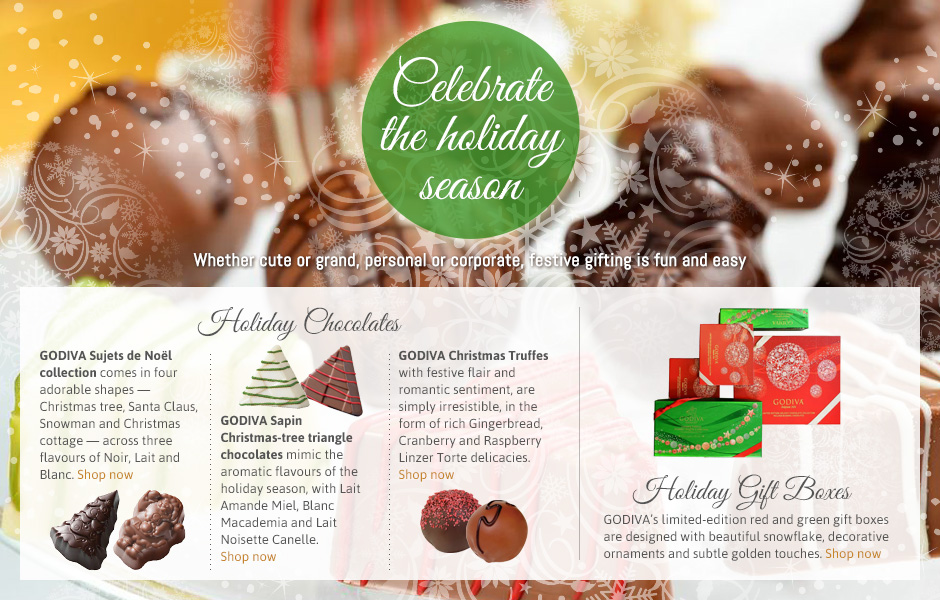 Celebrate
the holiday
season
Whether cute or grand, personal or corporate, festive gifting is fun and easy
Holiday Chocolates
GODIVA Sujets de Noël
collection comes in four
adorable shapes —
Christmas tree, Santa Claus,
Snowman and Christmas
cottage — across three
flavours of Noir, Lait and
Blanc. Shop now
GODIVA Sapin
Christmas-tree triangle
chocolates mimic the
aromatic flavours of the
holiday season, with Lait
Amande Miel, Blanc
Macademia and Lait
Noisette Canelle.
Shop now
GODIVA Christmas Truffes
with festive flair and
romantic sentiment, are
simply irresistible, in the
form of rich Gingerbread,
Cranberry and Raspberry
Linzer Torte delicacies.
Shop now
GODIVA
Holiday Gift Boxes
GODIVA's limited-edition red and green gift boxes
are designed with beautiful snowflake, decorative
ornaments and subtle golden touches. Shop now